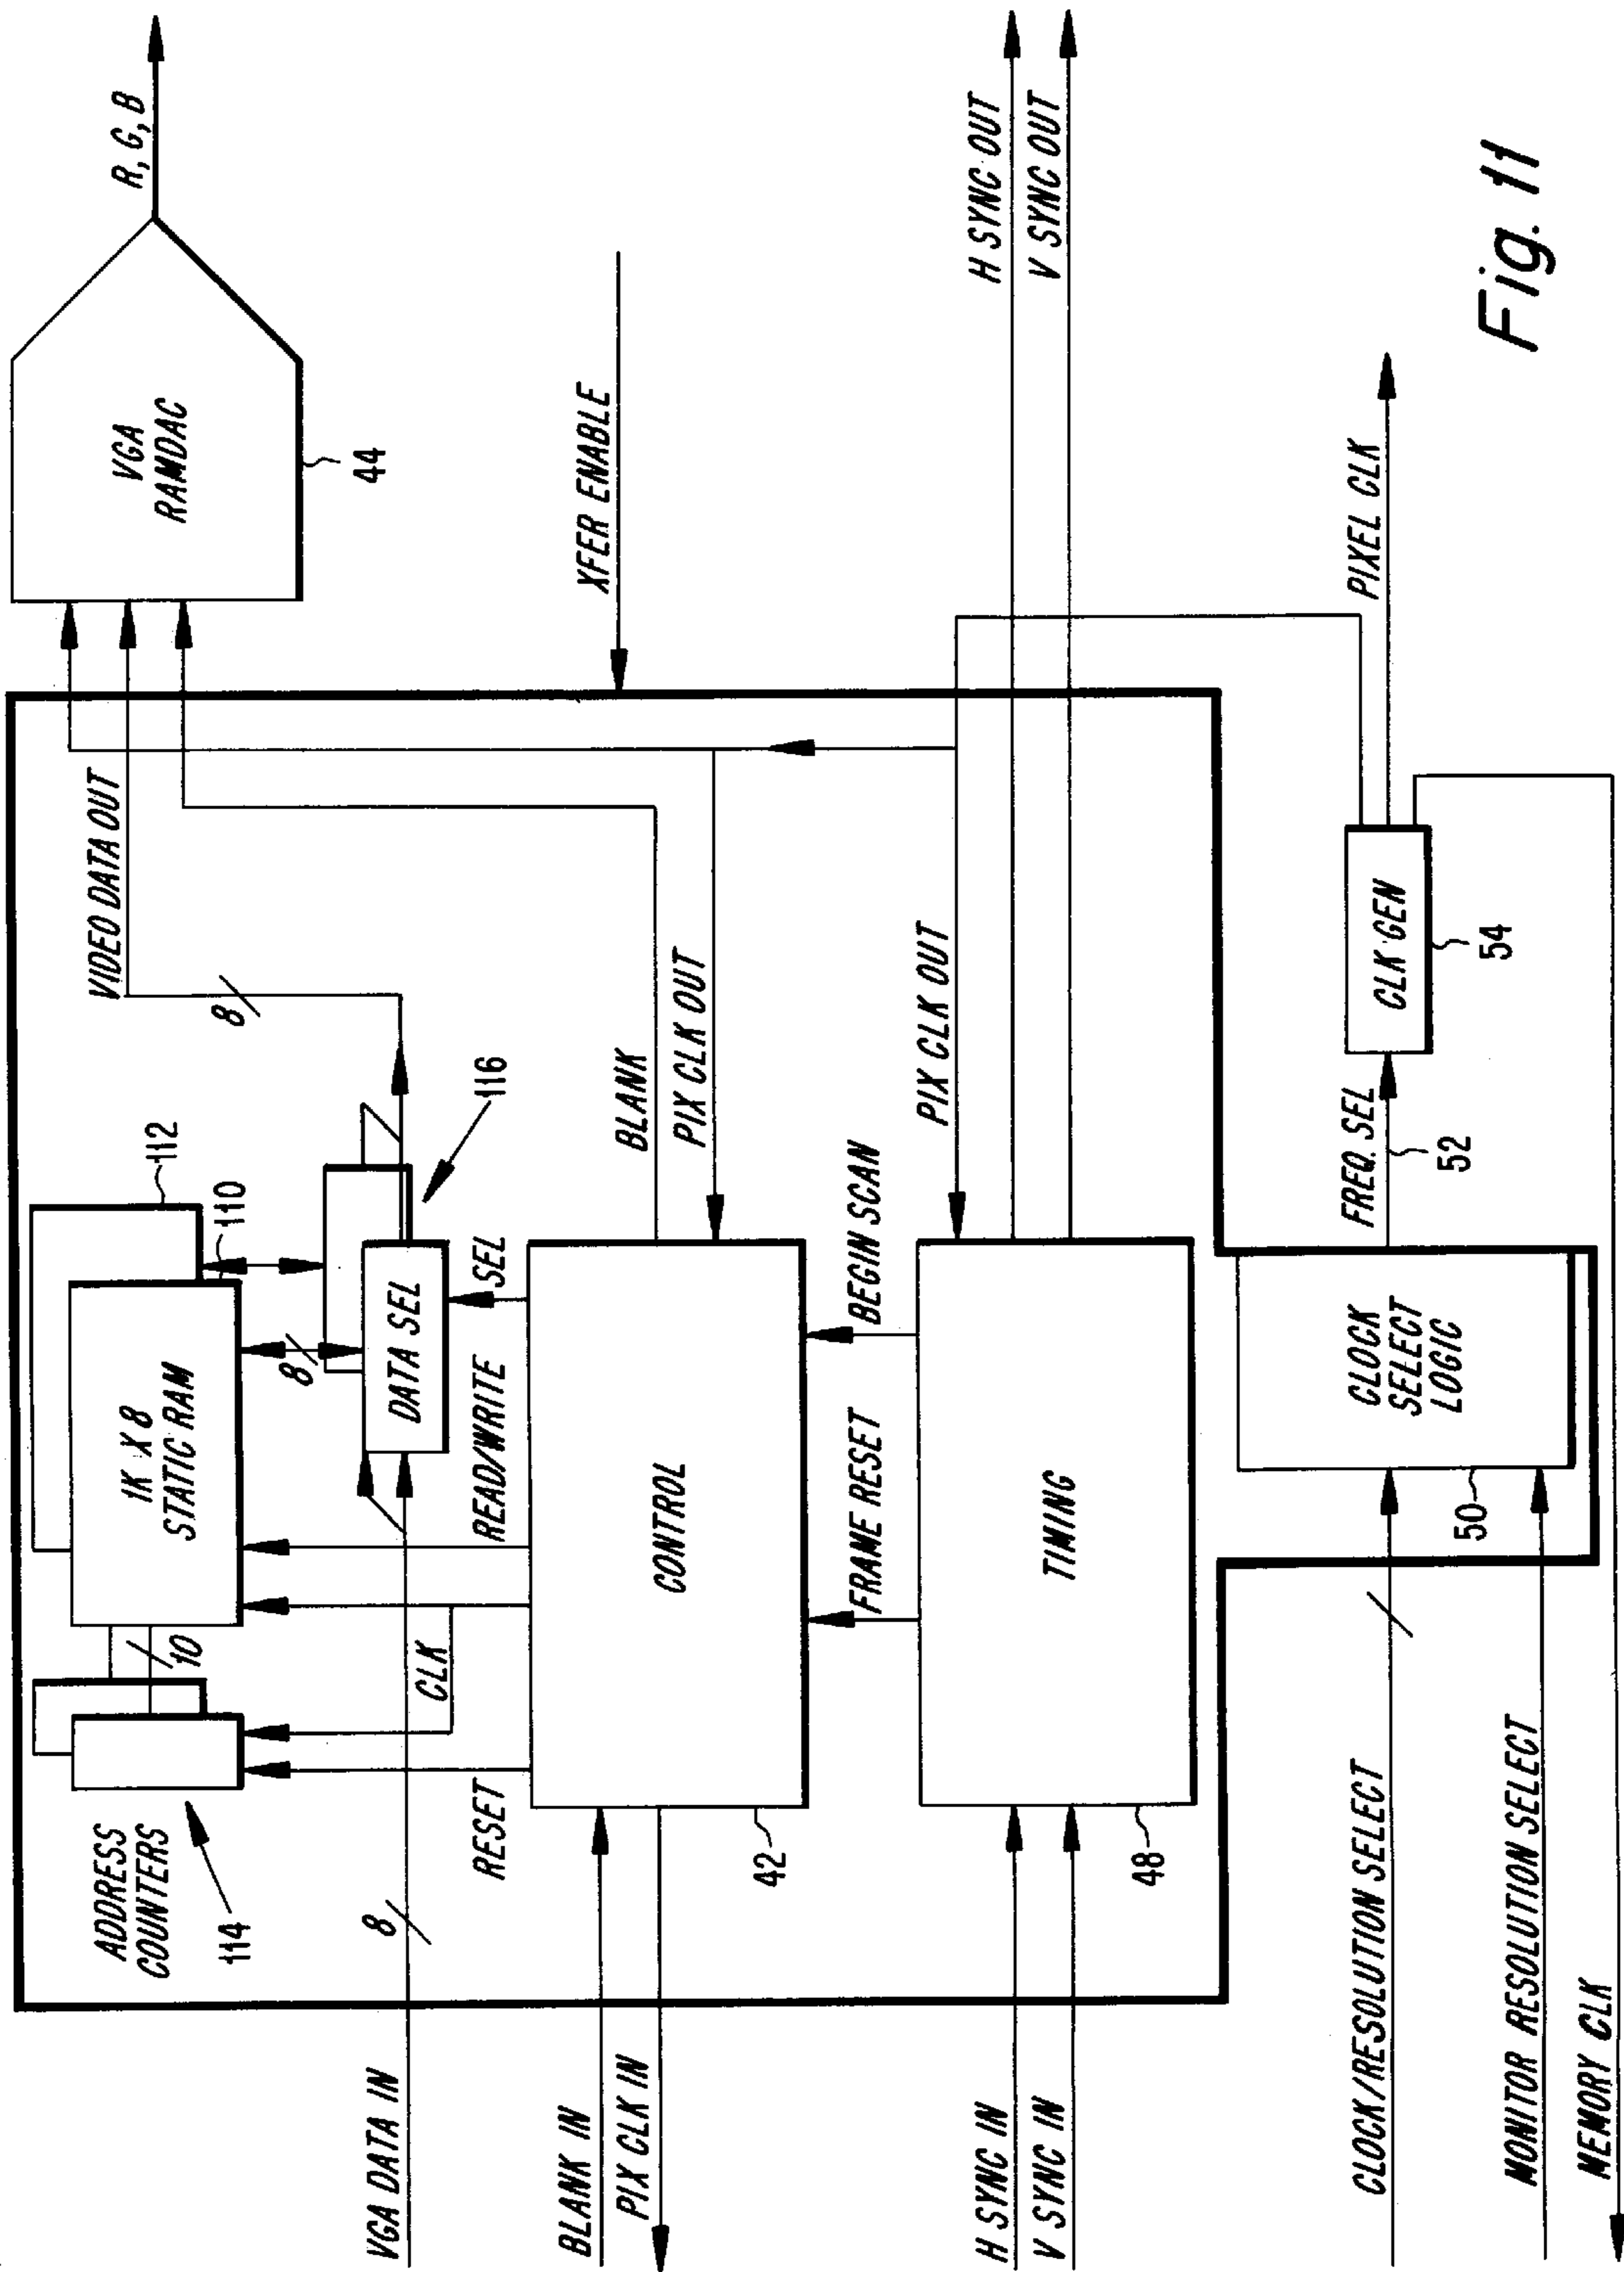 R, G, B
VGA
RAMDAC
44
XFER ENABLE
H SYNC OUT
V SYNC OUT
PIXEL CLK
Fig. 11
VIDEO DATA OUT
8
112
110
116
1K X 8
STATIC RAM
8
DATA SEL
SEL
READ/WRITE
10
CLK
RESET
ADDRESS
COUNTERS
114
8
VGA DATA IN
BLANK
PIX CLK OUT
CONTROL
42
BLANK IN
PIX CLK IN
BEGIN SCAN
FRAME RESET
PIX CLK OUT
TIMING
48
H SYNC IN
V SYNC IN
CLOCK
SELECT
LOGIC
50
FREQ. SEL
52
CLK GEN
54
CLOCK/RESOLUTION SELECT
MONITOR RESOLUTION SELECT
MEMORY CLK